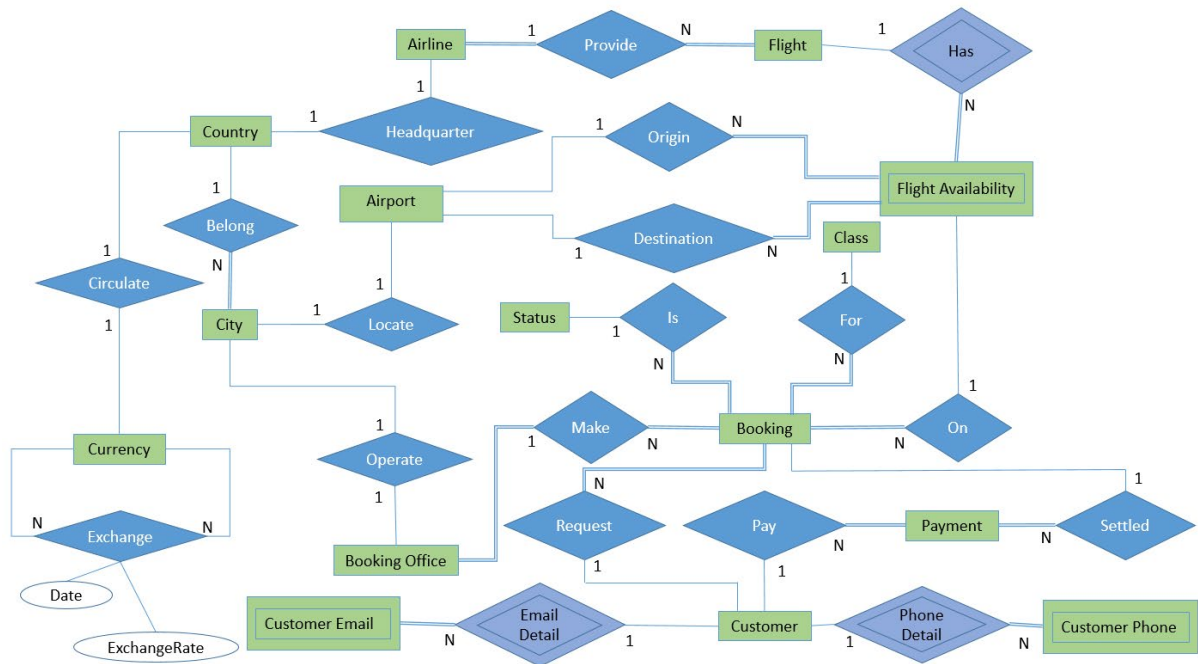 Airline
1
Provide
N
Flight
1
Has
1
N
Country
1
Headquarter
1
Origin
N
1
Flight Availability
1
Airport
Belong
1
Destination
N
Class
N
1
1
Circulate
1
1
City
1
Locate
Status
1
Is
For
N
N
1
Currency
1
Operate
1
1
Make
N
Booking
N
On
N
1
N
Exchange
N
Request
Pay
N
Payment
N
Settled
Booking Office
1
1
Date
Customer Email
N
Email
Detail
1
Customer
1
Phone
Detail
N
Customer Phone
ExchangeRate